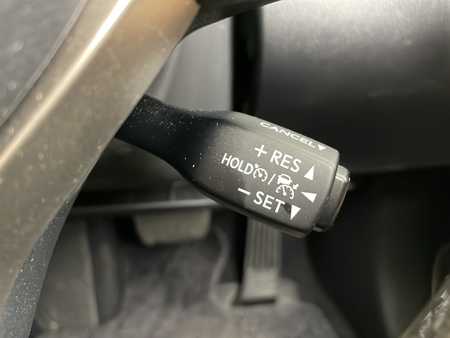 CANCEL
+ RES
HOLD /
− SET